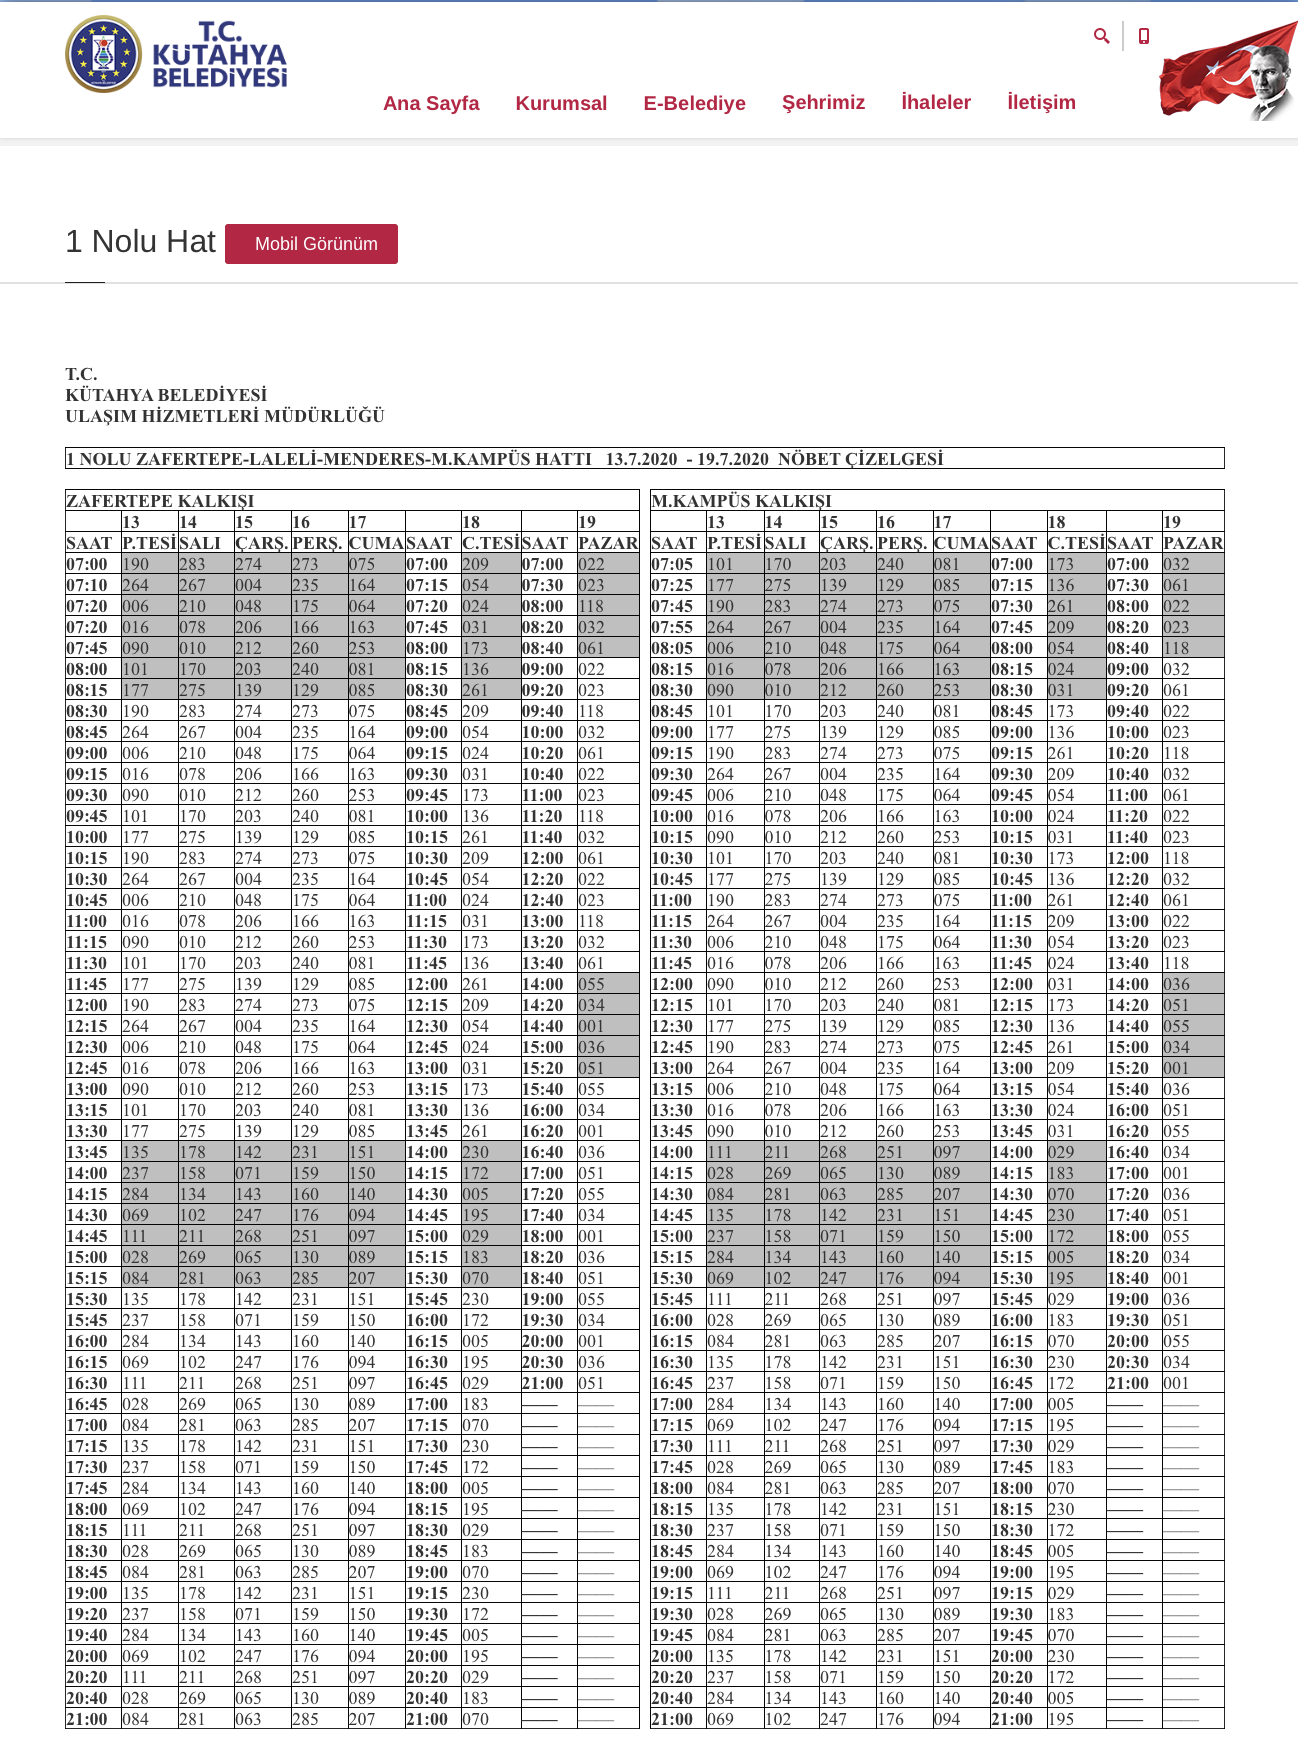 T.C.
KÜTAHYA
BELEDİYESİ
Ana Sayfa Kurumsal E-Belediye Şehrimiz İhaleler İletişim
1 Nolu Hat Mobil Görünüm
T.C.
KÜTAHYA BELEDİYESİ
ULAŞIM HİZMETLERİ MÜDÜRLÜĞÜ
1 NOLU ZAFERTEPE-LALELİ-MENDERES-M.KAMPÜS HATTI 13.7.2020 - 19.7.2020 NÖBET ÇİZELGESİ
ZAFERTEPE KALKIŞI M.KAMPÜS KALKIŞI
13 14 15 16 17 18 19 13 14 15 16 17 18 19
SAAT P.TESİ SALI ÇARŞ. PERŞ. CUMA SAAT C.TESİ SAAT PAZAR SAAT P.TESİ SALI ÇARŞ. PERŞ. CUMA SAAT C.TESİ SAAT PAZAR
07:00 190 283 274 273 075 07:00 209 07:00 022 07:05 101 170 203 240 081 07:00 173 07:00 032
07:10 264 267 004 235 164 07:15 054 07:30 023 07:25 177 275 139 129 085 07:15 136 07:30 061
07:20 006 210 048 175 064 07:20 024 08:00 118 07:45 190 283 274 273 075 07:30 261 08:00 022
07:20 016 078 206 166 163 07:45 031 08:20 032 07:55 264 267 004 235 164 07:45 209 08:20 023
07:45 090 010 212 260 253 08:00 173 08:40 061 08:05 006 210 048 175 064 08:00 054 08:40 118
08:00 101 170 203 240 081 08:15 136 09:00 022 08:15 016 078 206 166 163 08:15 024 09:00 032
08:15 177 275 139 129 085 08:30 261 09:20 023 08:30 090 010 212 260 253 08:30 031 09:20 061
08:30 190 283 274 273 075 08:45 209 09:40 118 08:45 101 170 203 240 081 08:45 173 09:40 022
08:45 264 267 004 235 164 09:00 054 10:00 032 09:00 177 275 139 129 085 09:00 136 10:00 023
09:00 006 210 048 175 064 09:15 024 10:20 061 09:15 190 283 274 273 075 09:15 261 10:20 118
09:15 016 078 206 166 163 09:30 031 10:40 022 09:30 264 267 004 235 164 09:30 209 10:40 032
09:30 090 010 212 260 253 09:45 173 11:00 023 09:45 006 210 048 175 064 09:45 054 11:00 061
09:45 101 170 203 240 081 10:00 136 11:20 118 10:00 016 078 206 166 163 10:00 024 11:20 022
10:00 177 275 139 129 085 10:15 261 11:40 032 10:15 090 010 212 260 253 10:15 031 11:40 023
10:15 190 283 274 273 075 10:30 209 12:00 061 10:30 101 170 203 240 081 10:30 173 12:00 118
10:30 264 267 004 235 164 10:45 054 12:20 022 10:45 177 275 139 129 085 10:45 136 12:20 032
10:45 006 210 048 175 064 11:00 024 12:40 023 11:00 190 283 274 273 075 11:00 261 12:40 061
11:00 016 078 206 166 163 11:15 031 13:00 118 11:15 264 267 004 235 164 11:15 209 13:00 022
11:15 090 010 212 260 253 11:30 173 13:20 032 11:30 006 210 048 175 064 11:30 054 13:20 023
11:30 101 170 203 240 081 11:45 136 13:40 061 11:45 016 078 206 166 163 11:45 024 13:40 118
11:45 177 275 139 129 085 12:00 261 14:00 055 12:00 090 010 212 260 253 12:00 031 14:00 036
12:00 190 283 274 273 075 12:15 209 14:20 034 12:15 101 170 203 240 081 12:15 173 14:20 051
12:15 264 267 004 235 164 12:30 054 14:40 001 12:30 177 275 139 129 085 12:30 136 14:40 055
12:30 006 210 048 175 064 12:45 024 15:00 036 12:45 190 283 274 273 075 12:45 261 15:00 034
12:45 016 078 206 166 163 13:00 031 15:20 051 13:00 264 267 004 235 164 13:00 209 15:20 001
13:00 090 010 212 260 253 13:15 173 15:40 055 13:15 006 210 048 175 064 13:15 054 15:40 036
13:15 101 170 203 240 081 13:30 136 16:00 034 13:30 016 078 206 166 163 13:30 024 16:00 051
13:30 177 275 139 129 085 13:45 261 16:20 001 13:45 090 010 212 260 253 13:45 031 16:20 055
13:45 135 178 142 231 151 14:00 230 16:40 036 14:00 111 211 268 251 097 14:00 029 16:40 034
14:00 237 158 071 159 150 14:15 172 17:00 051 14:15 028 269 065 130 089 14:15 183 17:00 001
14:15 284 134 143 160 140 14:30 005 17:20 055 14:30 084 281 063 285 207 14:30 070 17:20 036
14:30 069 102 247 176 094 14:45 195 17:40 034 14:45 135 178 142 231 151 14:45 230 17:40 051
14:45 111 211 268 251 097 15:00 029 18:00 001 15:00 237 158 071 159 150 15:00 172 18:00 055
15:00 028 269 065 130 089 15:15 183 18:20 036 15:15 284 134 143 160 140 15:15 005 18:20 034
15:15 084 281 063 285 207 15:30 070 18:40 051 15:30 069 102 247 176 094 15:30 195 18:40 001
15:30 135 178 142 231 151 15:45 230 19:00 055 15:45 111 211 268 251 097 15:45 029 19:00 036
15:45 237 158 071 159 150 16:00 172 19:30 034 16:00 028 269 065 130 089 16:00 183 19:30 051
16:00 284 134 143 160 140 16:15 005 20:00 001 16:15 084 281 063 285 207 16:15 070 20:00 055
16:15 069 102 247 176 094 16:30 195 20:30 036 16:30 135 178 142 231 151 16:30 230 20:30 034
16:30 111 211 268 251 097 16:45 029 21:00 051 16:45 237 158 071 159 150 16:45 172 21:00 001
16:45 028 269 065 130 089 17:00 183 —— —— 17:00 284 134 143 160 140 17:00 005 —— ——
17:00 084 281 063 285 207 17:15 070 —— —— 17:15 069 102 247 176 094 17:15 195 —— ——
17:15 135 178 142 231 151 17:30 230 —— —— 17:30 111 211 268 251 097 17:30 029 —— ——
17:30 237 158 071 159 150 17:45 172 —— —— 17:45 028 269 065 130 089 17:45 183 —— ——
17:45 284 134 143 160 140 18:00 005 —— —— 18:00 084 281 063 285 207 18:00 070 —— ——
18:00 069 102 247 176 094 18:15 195 —— —— 18:15 135 178 142 231 151 18:15 230 —— ——
18:15 111 211 268 251 097 18:30 029 —— —— 18:30 237 158 071 159 150 18:30 172 —— ——
18:30 028 269 065 130 089 18:45 183 —— —— 18:45 284 134 143 160 140 18:45 005 —— ——
18:45 084 281 063 285 207 19:00 070 —— —— 19:00 069 102 247 176 094 19:00 195 —— ——
19:00 135 178 142 231 151 19:15 230 —— —— 19:15 111 211 268 251 097 19:15 029 —— ——
19:20 237 158 071 159 150 19:30 172 —— —— 19:30 028 269 065 130 089 19:30 183 —— ——
19:40 284 134 143 160 140 19:45 005 —— —— 19:45 084 281 063 285 207 19:45 070 —— ——
20:00 069 102 247 176 094 20:00 195 —— —— 20:00 135 178 142 231 151 20:00 230 —— ——
20:20 111 211 268 251 097 20:20 029 —— —— 20:20 237 158 071 159 150 20:20 172 —— ——
20:40 028 269 065 130 089 20:40 183 —— —— 20:40 284 134 143 160 140 20:40 005 —— ——
21:00 084 281 063 285 207 21:00 070 —— —— 21:00 069 102 247 176 094 21:00 195 —— ——